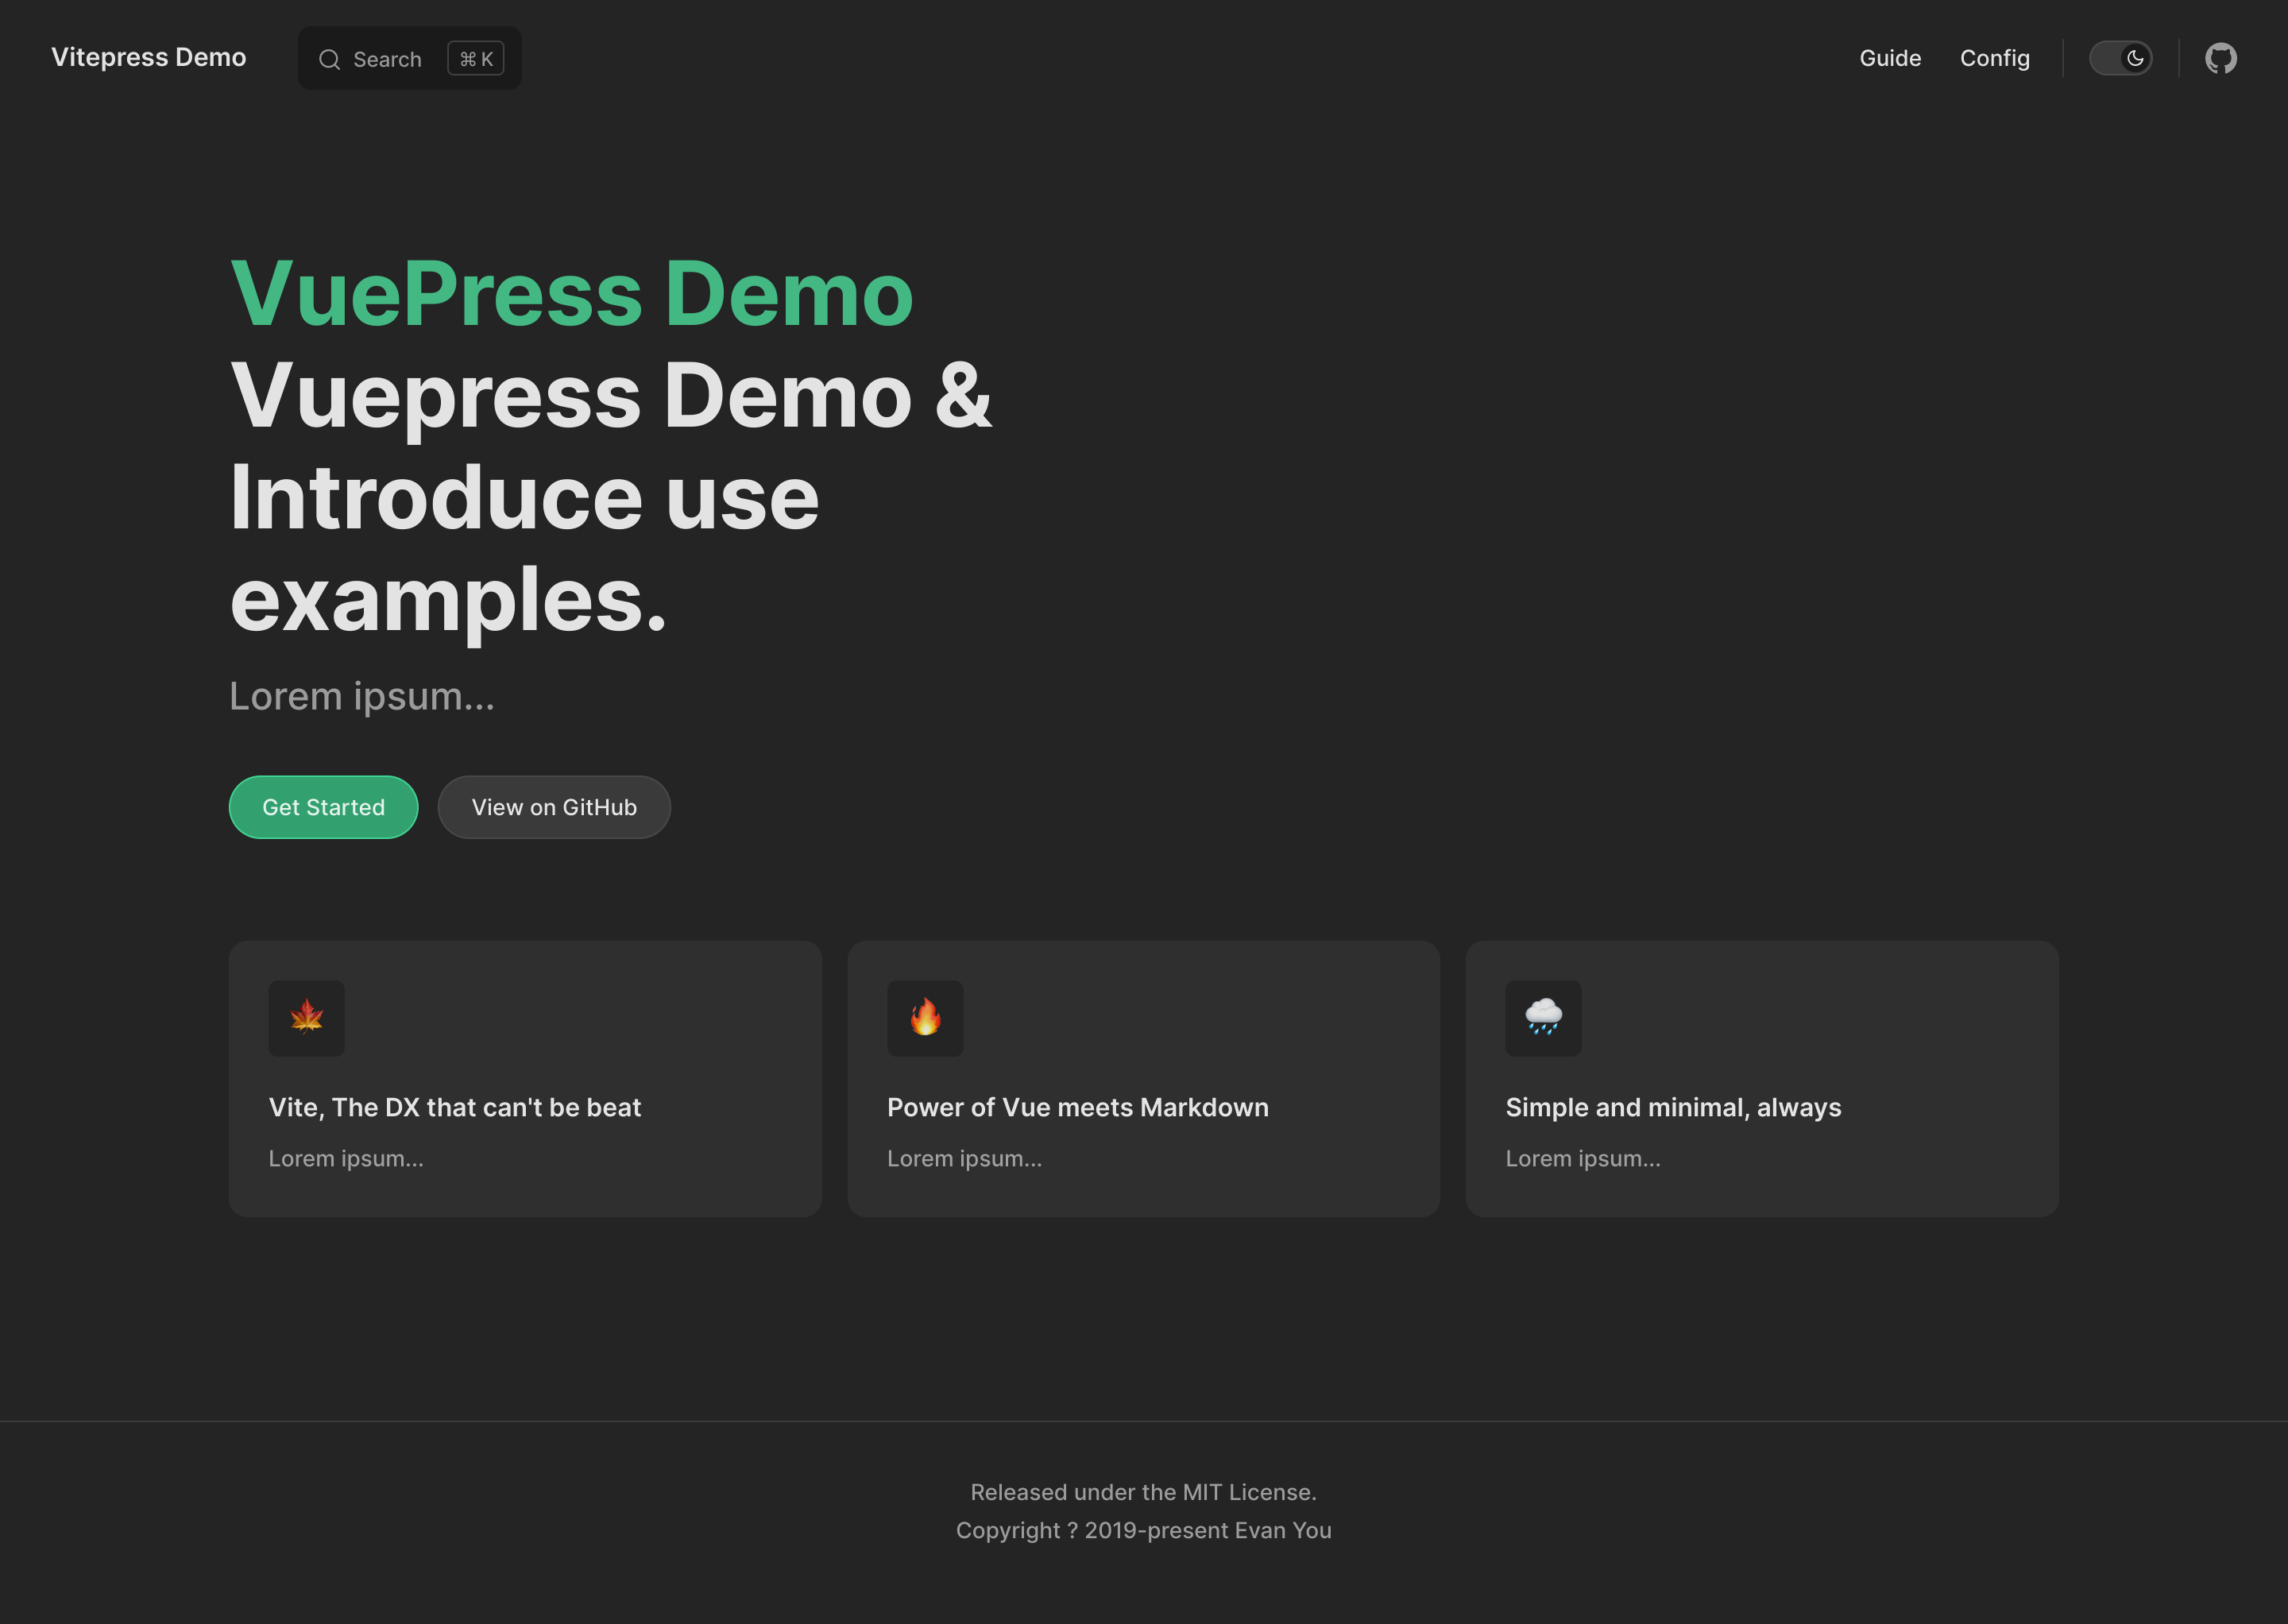 Vitepress Demo
Search ⌘ K
Guide
Config
VuePress Demo
Vuepress Demo &
Introduce use
examples.
Lorem ipsum...
Get Started
View on GitHub
Vite, The DX that can't be beat
Lorem ipsum...
Power of Vue meets Markdown
Lorem ipsum...
Simple and minimal, always
Lorem ipsum...
Released under the MIT License.
Copyright ? 2019-present Evan You